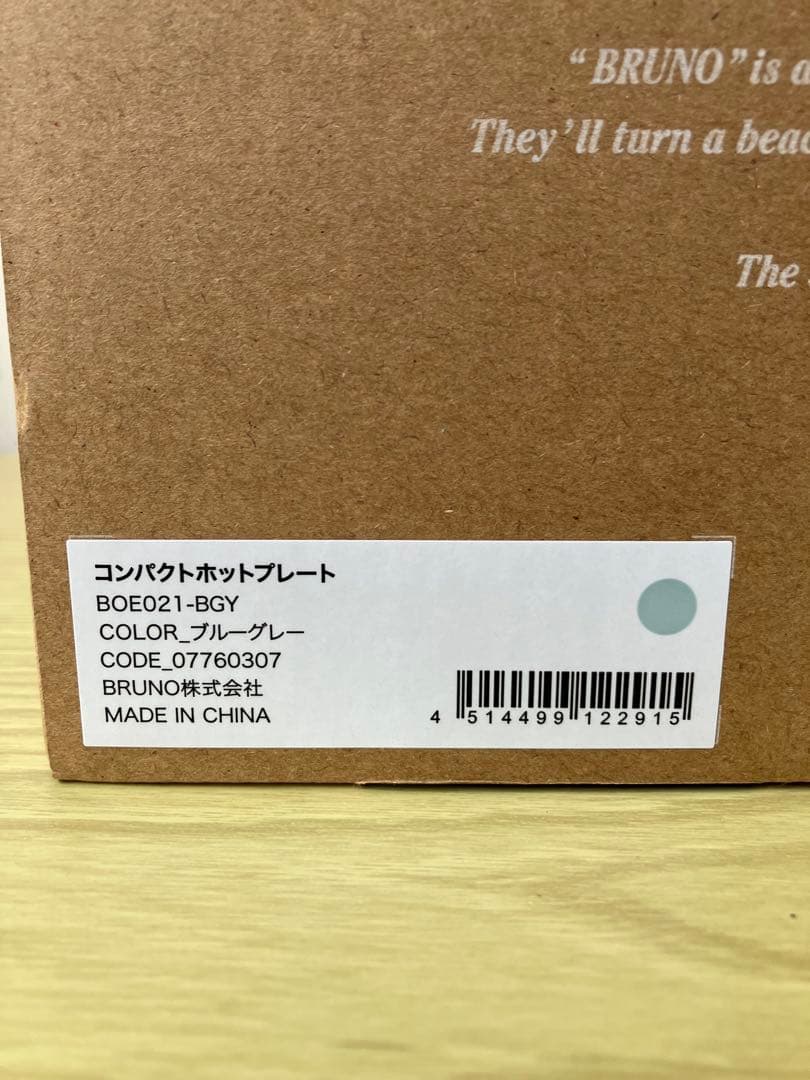 “BRUNO” is a
They’ll turn a beac
The
コンパクトホットプレート
BOE021-BGY
COLOR_ブルーグレー
CODE_07760307
BRUNO株式会社
MADE IN CHINA
4 514499 122915